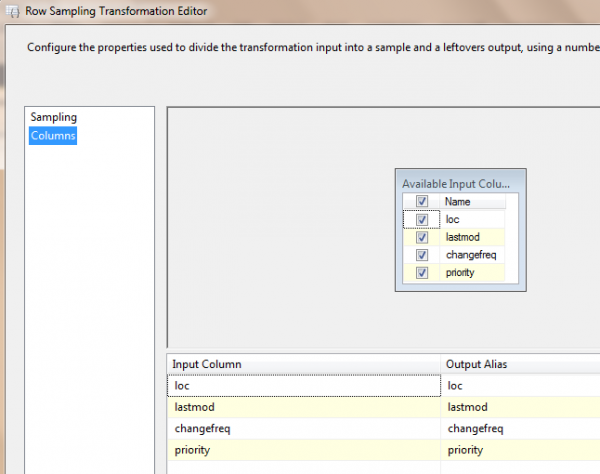 Row Sampling Transformation Editor
Configure the properties used to divide the transformation input into a sample and a leftovers output, using a numbe
Sampling
Columns
Available Input Colu...
Name
loc
lastmod
changefreq
priority
Input Column Output Alias
loc loc
lastmod lastmod
changefreq changefreq
priority priority